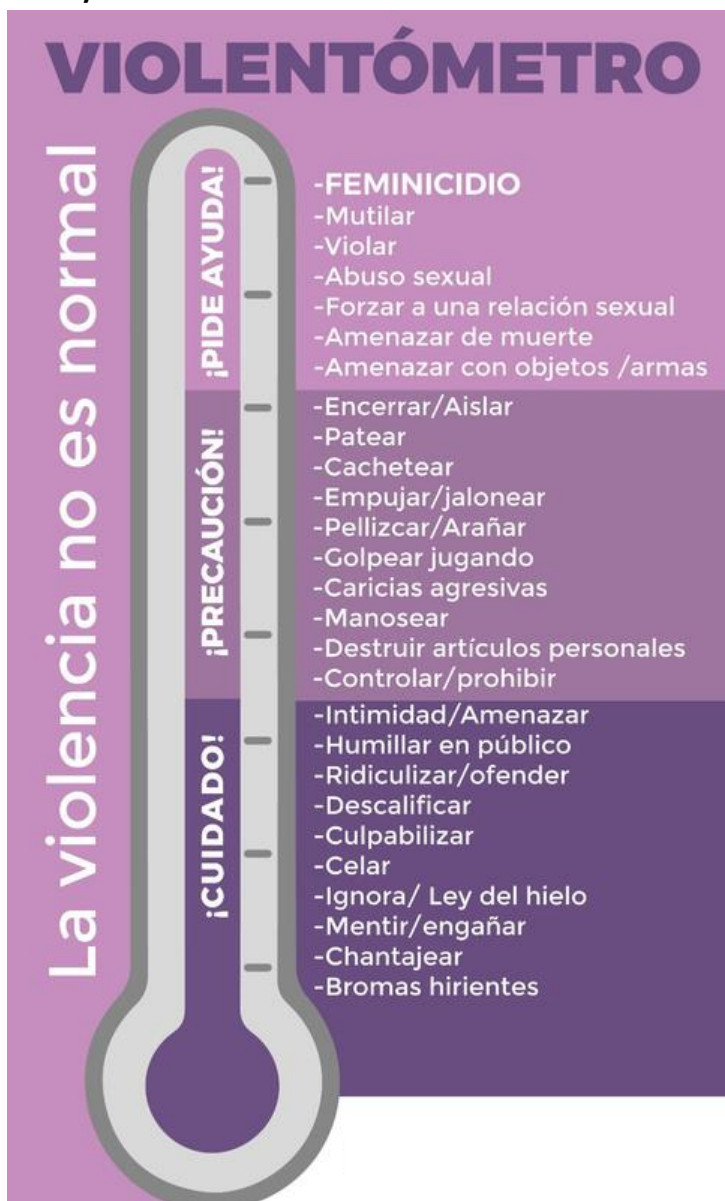 VIOLENTÓMETRO
La violencia no es normal
¡PIDE AYUDA!
-FEMINICIDIO
-Mutilar
-Violar
-Abuso sexual
-Forzar a una relación sexual
-Amenazar de muerte
-Amenazar con objetos /armas
¡PRECAUCIÓN!
-Encerrar/Aislar
-Patear
-Cachetear
-Empujar/jalonear
-Pellizcar/Arañar
-Golpear jugando
-Caricias agresivas
-Manosear
-Destruir artículos personales
-Controlar/prohibir
¡CUIDADO!
-Intimidad/Amenazar
-Humillar en público
-Ridiculizar/ofender
-Descalificar
-Culpabilizar
-Celar
-Ignora/ Ley del hielo
-Mentir/engañar
-Chantajear
-Bromas hirientes